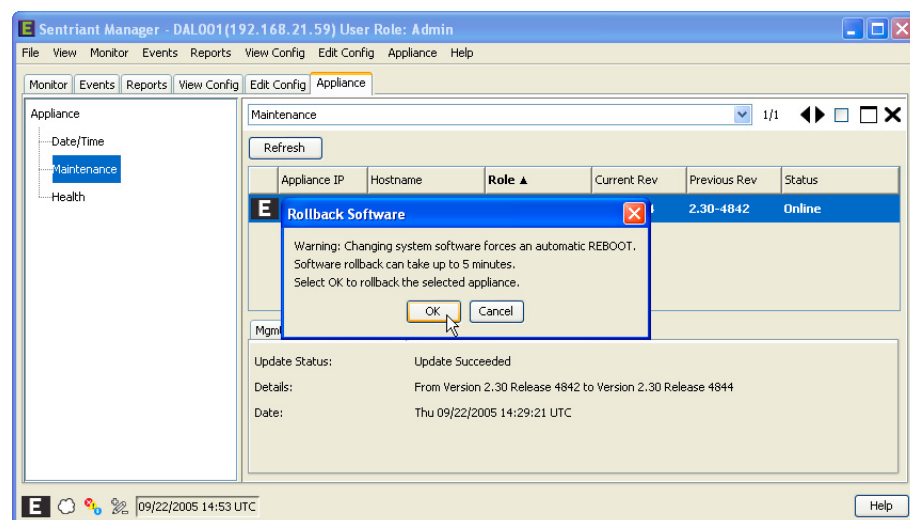 E Sentriant Manager - DAL001(192.168.21.59) User Role: Admin
File View Monitor Events Reports View Config Edit Config Appliance Help
Monitor Events Reports View Config Edit Config Appliance
Appliance
Date/Time
Maintenance
Health
Maintenance 1/1
Refresh
Appliance IP Hostname Role ▲ Current Rev Previous Rev Status
E 2.30-4842 Online
Rollback Software
Warning: Changing system software forces an automatic REBOOT.
Software rollback can take up to 5 minutes.
Select OK to rollback the selected appliance.
OK Cancel
Update Status: Update Succeeded
Details: From Version 2.30 Release 4842 to Version 2.30 Release 4844
Date: Thu 09/22/2005 14:29:21 UTC
E 09/22/2005 14:53 UTC Help